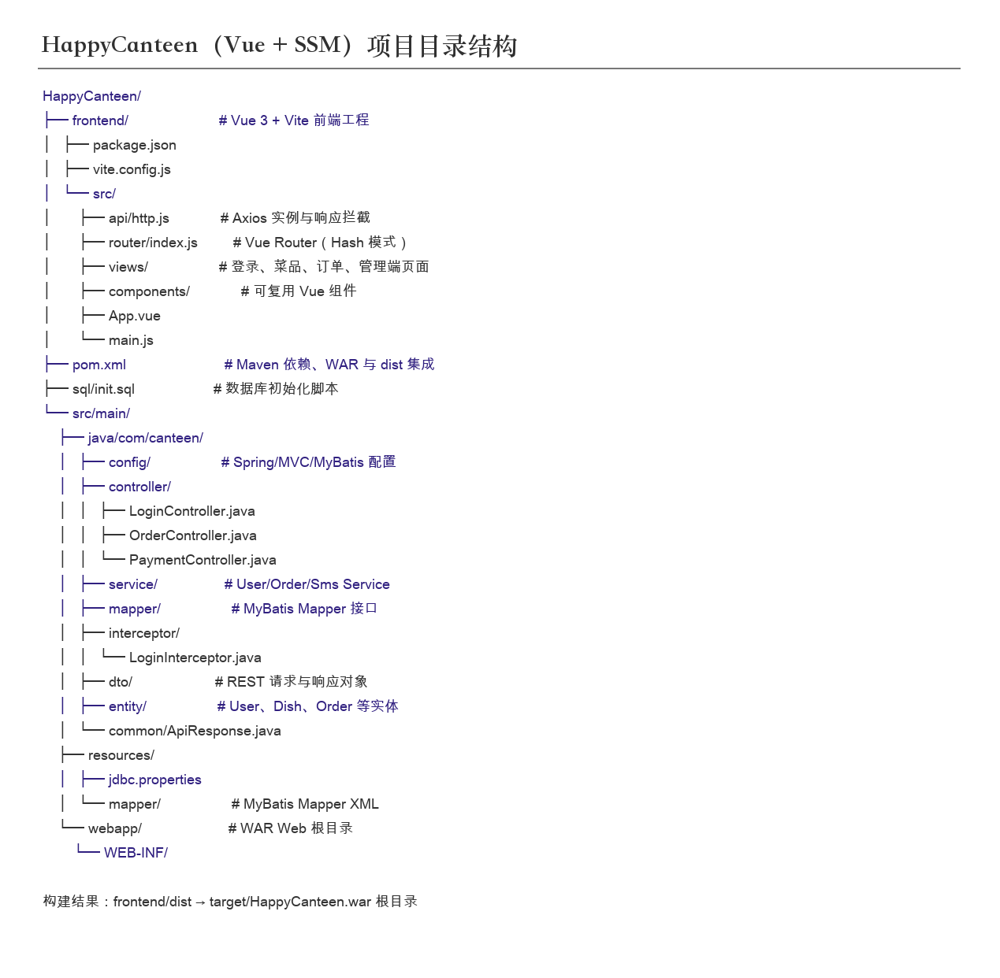 HappyCanteen（Vue + SSM）项目目录结构
HappyCanteen/
├── frontend/ # Vue 3 + Vite 前端工程
│ ├── package.json
│ ├── vite.config.js
│ └── src/
│ ├── api/http.js # Axios 实例与响应拦截
│ ├── router/index.js # Vue Router（Hash 模式）
│ ├── views/ # 登录、菜品、订单、管理端页面
│ ├── components/ # 可复用 Vue 组件
│ ├── App.vue
│ └── main.js
├── pom.xml # Maven 依赖、WAR 与 dist 集成
├── sql/init.sql # 数据库初始化脚本
└── src/main/
├── java/com/canteen/
│ ├── config/ # Spring/MVC/MyBatis 配置
│ ├── controller/
│ │ ├── LoginController.java
│ │ ├── OrderController.java
│ │ └── PaymentController.java
│ ├── service/ # User/Order/Sms Service
│ ├── mapper/ # MyBatis Mapper 接口
│ ├── interceptor/
│ │ └── LoginInterceptor.java
│ ├── dto/ # REST 请求与响应对象
│ ├── entity/ # User、Dish、Order 等实体
│ └── common/ApiResponse.java
├── resources/
│ ├── jdbc.properties
│ └── mapper/ # MyBatis Mapper XML
└── webapp/ # WAR Web 根目录
└── WEB-INF/
构建结果：frontend/dist → target/HappyCanteen.war 根目录